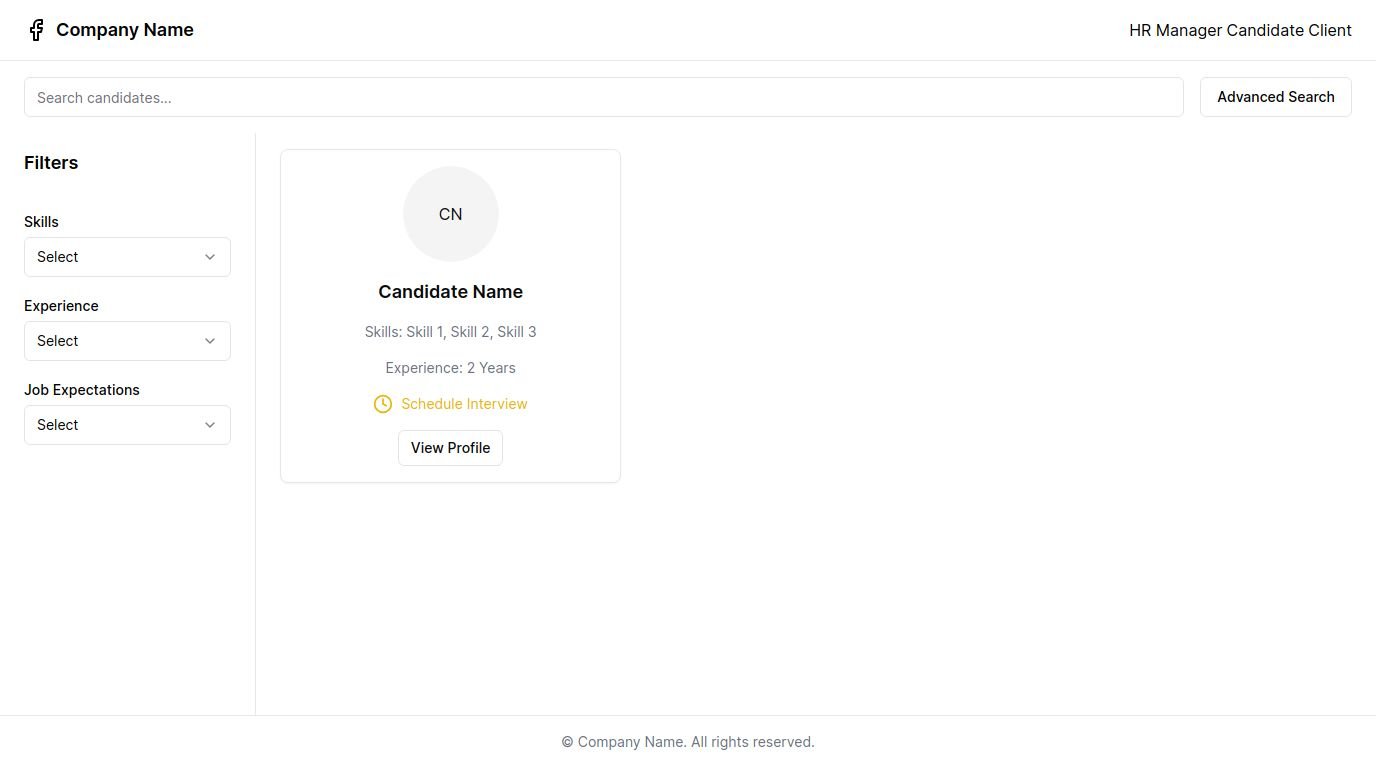 Company Name
HR Manager Candidate Client
Search candidates...
Advanced Search
Filters
Skills
Select
Experience
Select
Job Expectations
Select
CN
Candidate Name
Skills: Skill 1, Skill 2, Skill 3
Experience: 2 Years
Schedule Interview
View Profile
© Company Name. All rights reserved.